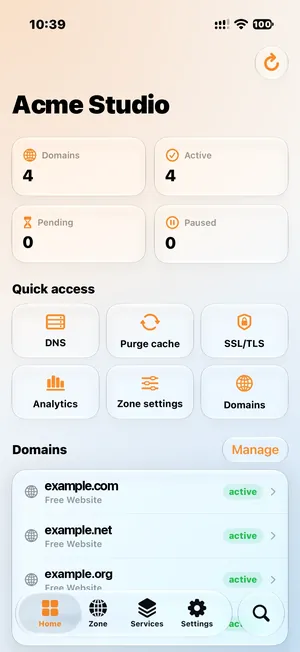 10:39
100
Acme Studio
Domains
4
Active
4
Pending
0
Paused
0
Quick access
DNS
Purge cache
SSL/TLS
Analytics
Zone settings
Domains
Domains
Manage
example.com
Free Website
active
example.net
Free Website
active
example.org
Free Website
active
Home
Zone
Services
Settings